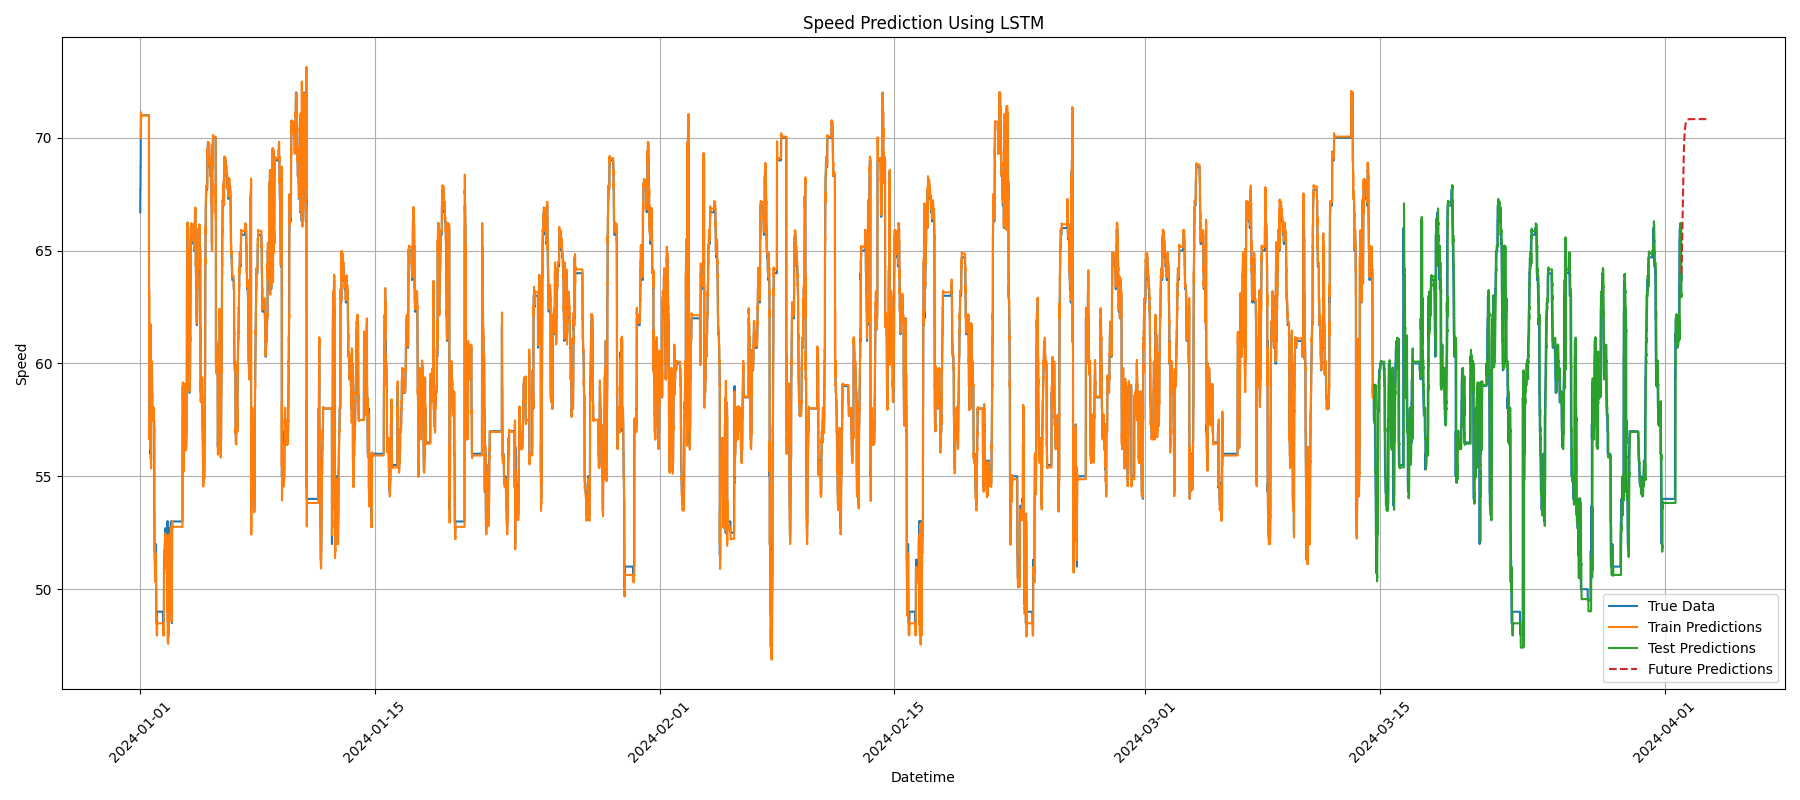 Speed Prediction Using LSTM
Speed
70
65
60
55
50
True Data
Train Predictions
Test Predictions
Future Predictions
2024-01-01
2024-01-15
2024-02-01
2024-02-15
2024-03-01
2024-03-15
2024-04-01
Datetime